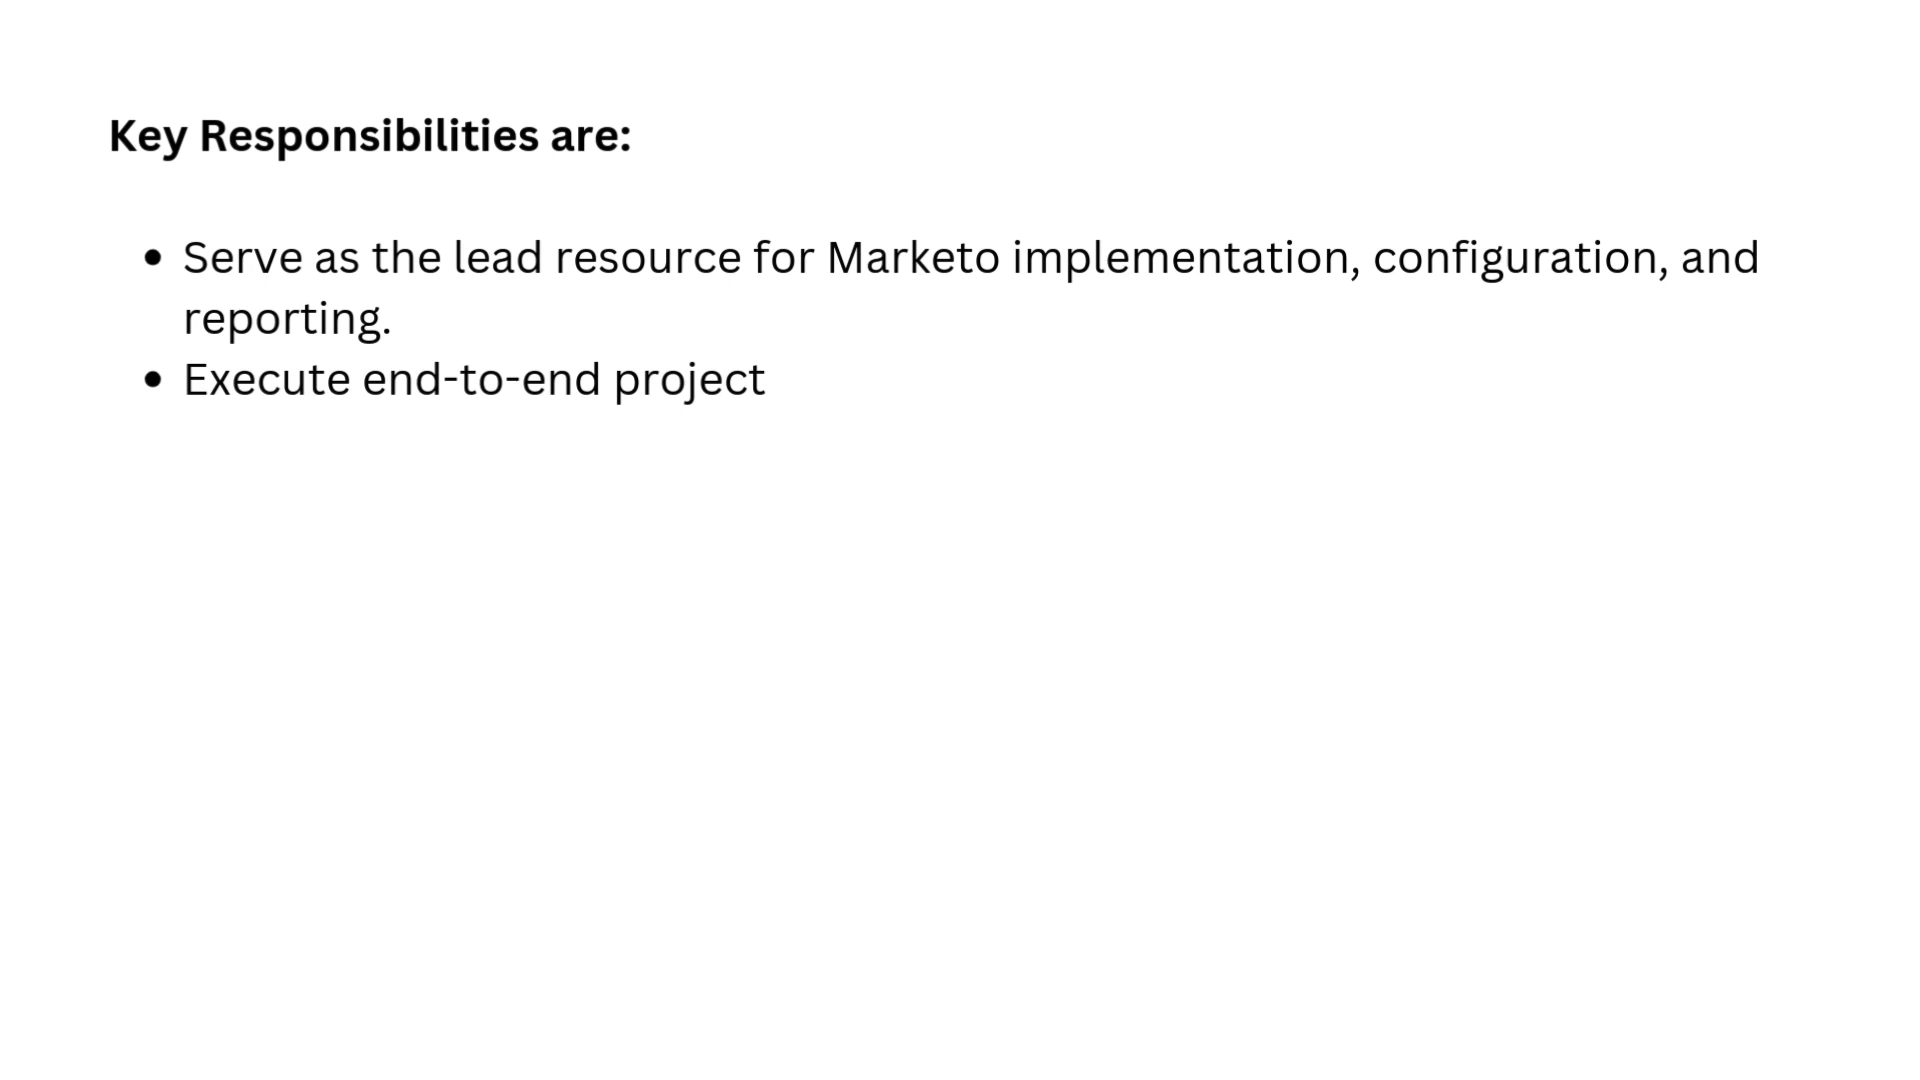 Key Responsibilities are:
• Serve as the lead resource for Marketo implementation, configuration, and
reporting.
• Execute end-to-end project